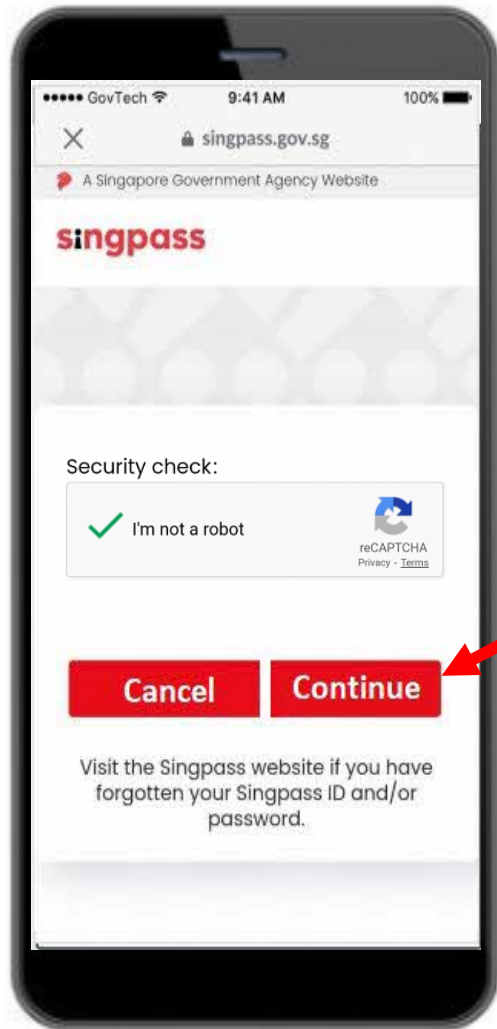 GovTech 9:41 AM 100%
singpass.gov.sg
A Singapore Government Agency Website
singpass
Security check:
I'm not a robot
reCAPTCHA
Privacy - Terms
Cancel Continue
Visit the Singpass website if you have
forgotten your Singpass ID and/or
password.